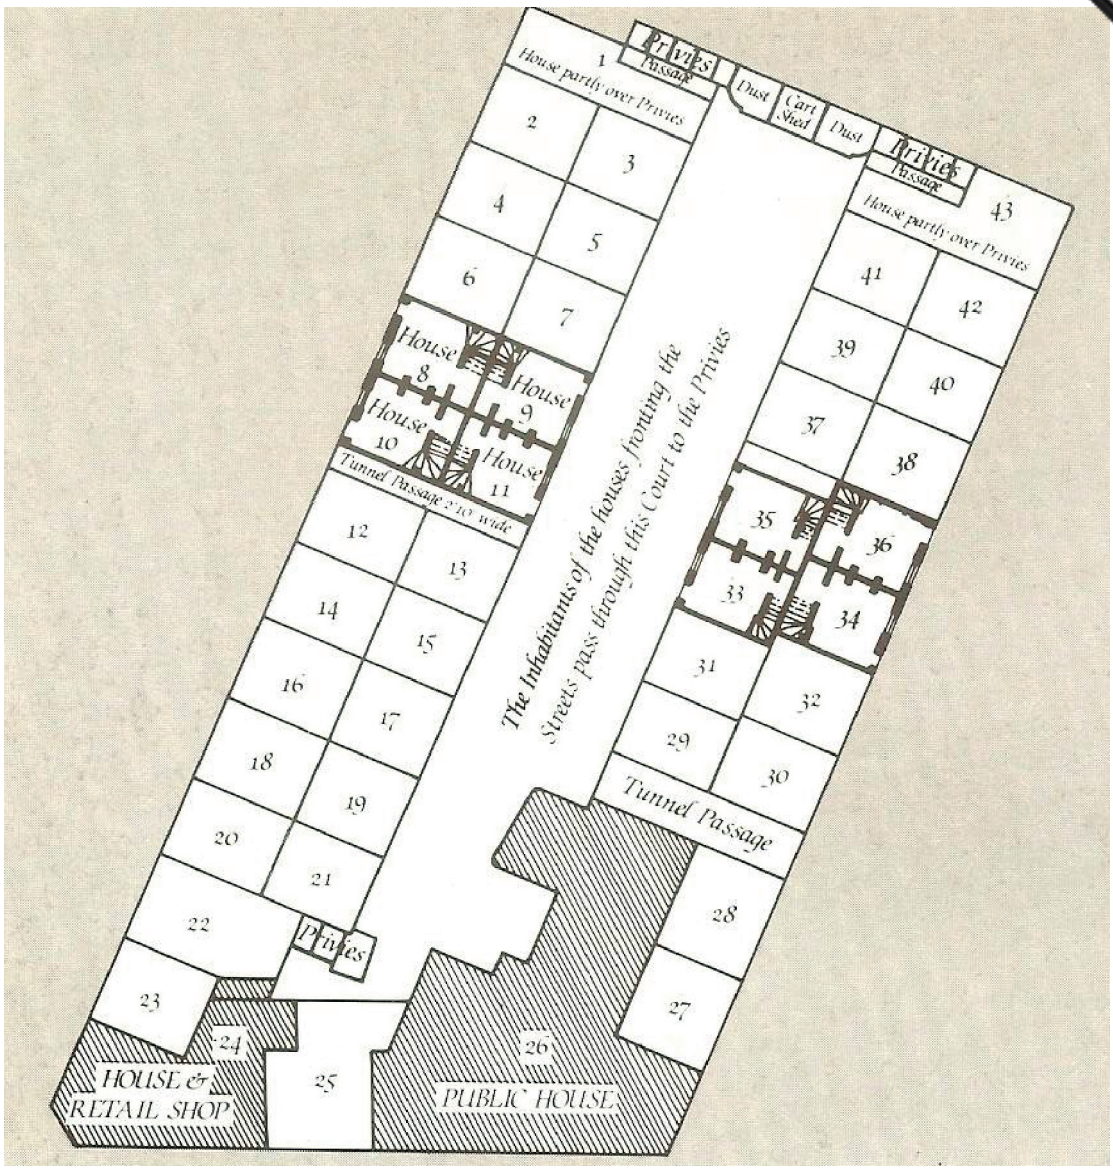 Privies
Passage
1
House partly over Privies
Dust
Cart
Shed
Dust
Privies
Passage
43
House partly over Privies
2
3
4
5
6
7
House
8
House
9
House
10
House
11
Tunnel Passage 2'10" wide
12
13
14
15
16
17
18
19
20
21
22
Privies
23
24
HOUSE &
RETAIL SHOP
25
26
PUBLIC HOUSE
27
28
Tunnel Passage
29
30
31
32
33
34
35
36
37
38
39
40
41
42
The Inhabitants of the houses fronting the
Streets pass through this Court to the Privies